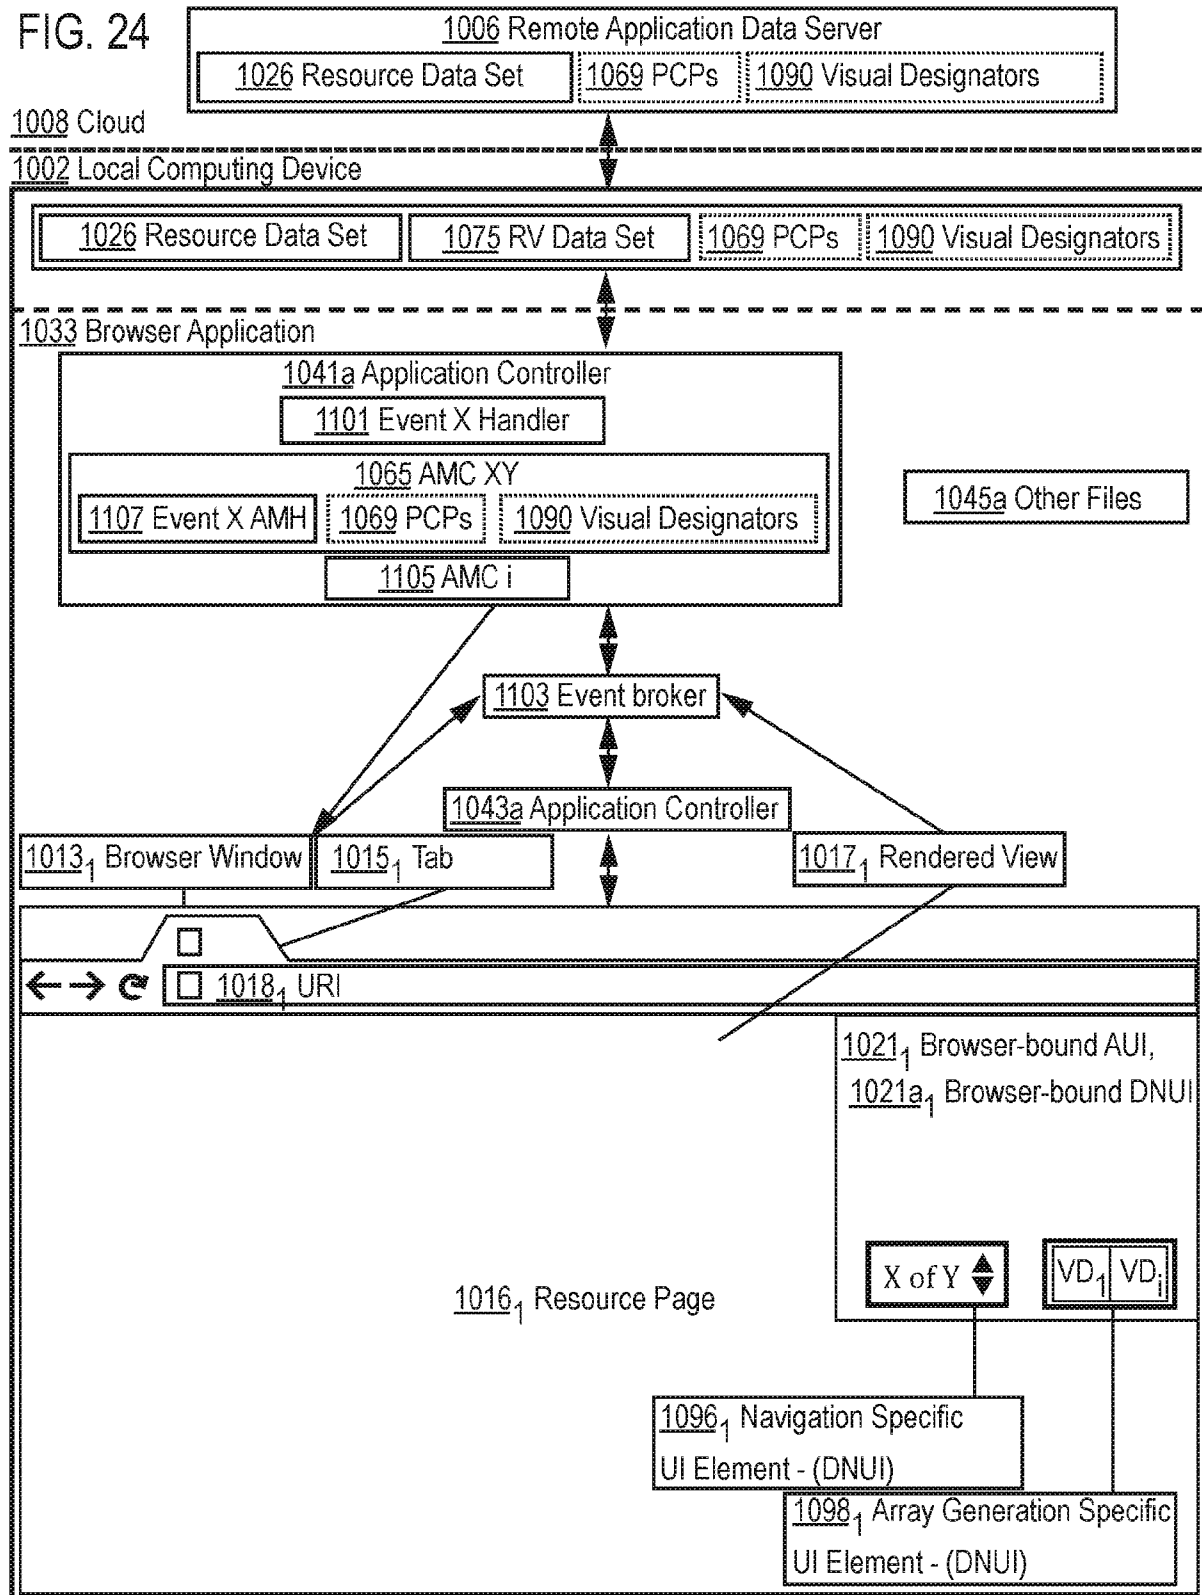 FIG. 24
1006 Remote Application Data Server
1026 Resource Data Set
1069 PCPs
1090 Visual Designators
1008 Cloud
1002 Local Computing Device
1026 Resource Data Set
1075 RV Data Set
1069 PCPs
1090 Visual Designators
1033 Browser Application
1041a Application Controller
1101 Event X Handler
1065 AMC XY
1107 Event X AMH
1069 PCPs
1090 Visual Designators
1045a Other Files
1105 AMC i
1103 Event broker
1043a Application Controller
1013₁ Browser Window
1015₁ Tab
1017₁ Rendered View
1018₁ URI
1021₁ Browser-bound AUI,
1021a₁ Browser-bound DNUI
X of Y
VD₁
VDᵢ
1016₁ Resource Page
1096₁ Navigation Specific
UI Element - (DNUI)
1098₁ Array Generation Specific
UI Element - (DNUI)